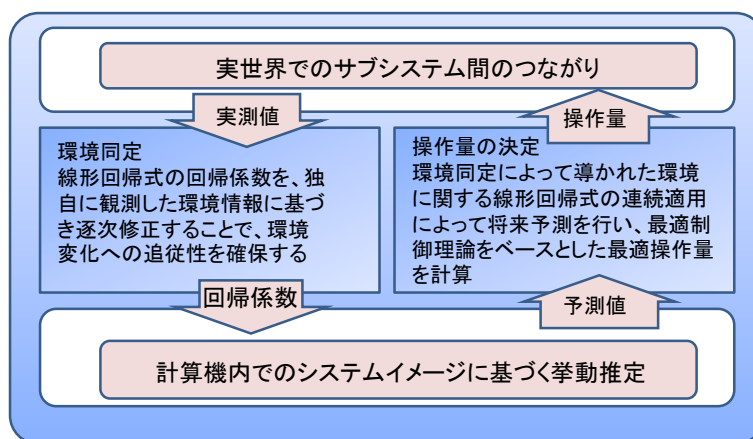 実世界でのサブシステム間のつながり
実測値
操作量
環境同定
線形回帰式の回帰係数を、独
自に観測した環境情報に基づ
き逐次修正することで、環境
変化への追従性を確保する
操作量の決定
環境同定によって導かれた環境
に関する線形回帰式の連続適用
によって将来予測を行い、最適制
御理論をベースとした最適操作量
を計算
回帰係数
予測値
計算機内でのシステムイメージに基づく挙動推定